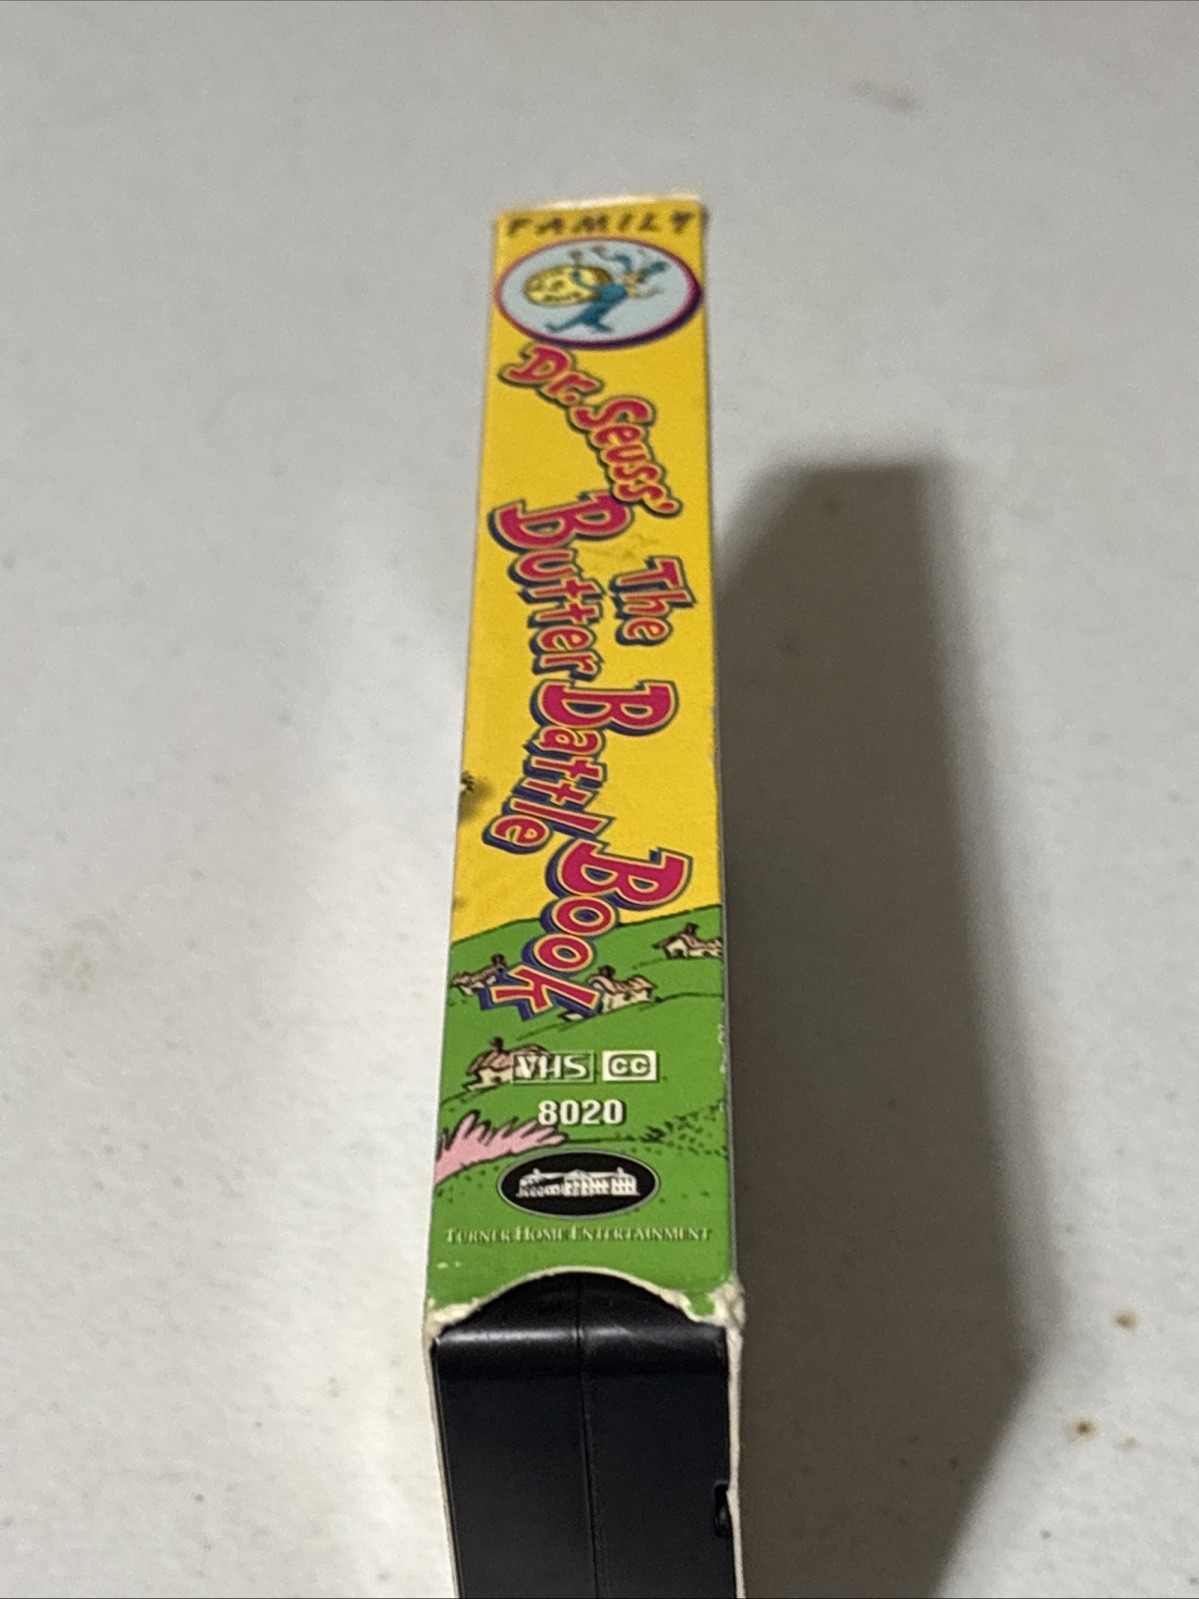 FAMILY
Dr. Seuss'
The
Butter Battle
Book
VHS CC
8020
TURNER HOME ENTERTAINMENT